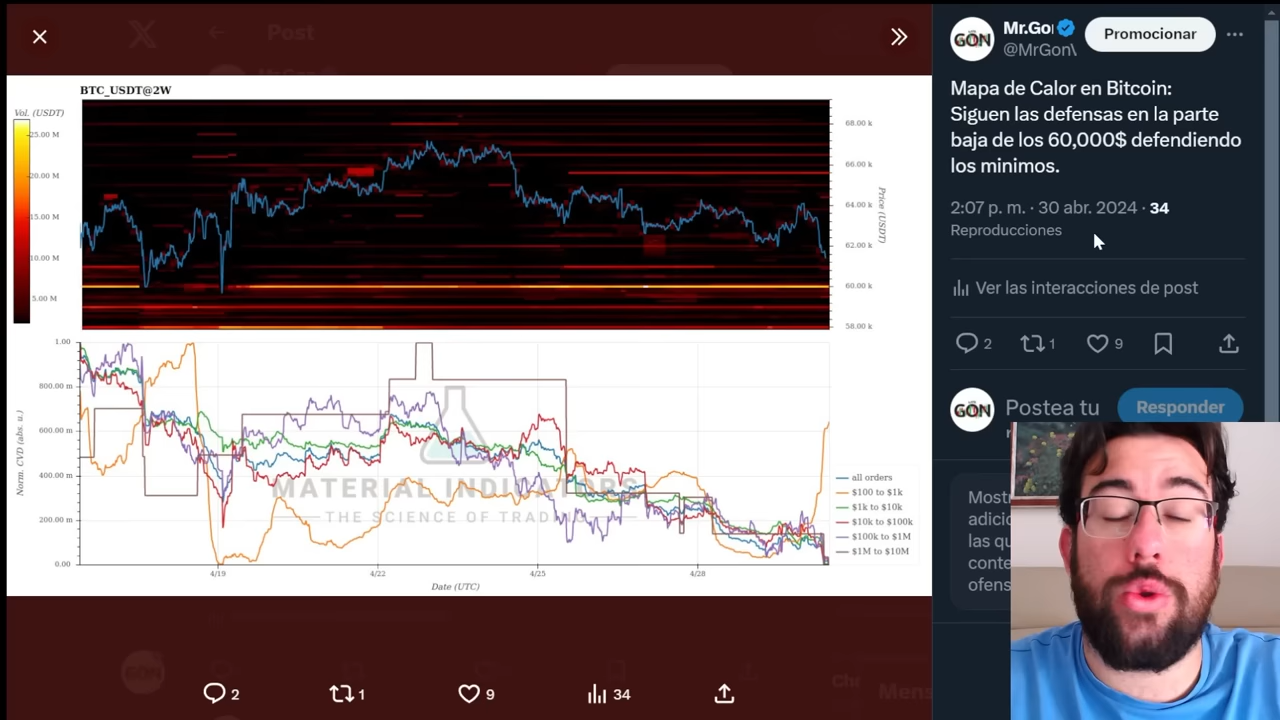 Post
BTC_USDT@2W
Vol. (USDT)
25.00 M
20.00 M
15.00 M
10.00 M
5.00 M
68.00 k
66.00 k
64.00 k
62.00 k
60.00 k
58.00 k
Price (USDT)
1.00
800.00 m
600.00 m
400.00 m
200.00 m
0.00
Norm. CVD (abs. u.)
MATERIAL INDICATORS
THE SCIENCE OF TRADING
4/19
4/22
4/25
4/28
Date (UTC)
all orders
$100 to $1k
$1k to $10k
$10k to $100k
$100k to $1M
$1M to $10M
2
1
9
34
GON
Mr.Gon
@MrGon\
Promocionar
Mapa de Calor en Bitcoin:
Siguen las defensas en la parte
baja de los 60,000$ defendiendo
los minimos.
2:07 p. m. · 30 abr. 2024 · 34
Reproducciones
Ver las interacciones de post
2
1
9
GON
Postea tu
Responder
Most
adicio
las qu
conte
ofens